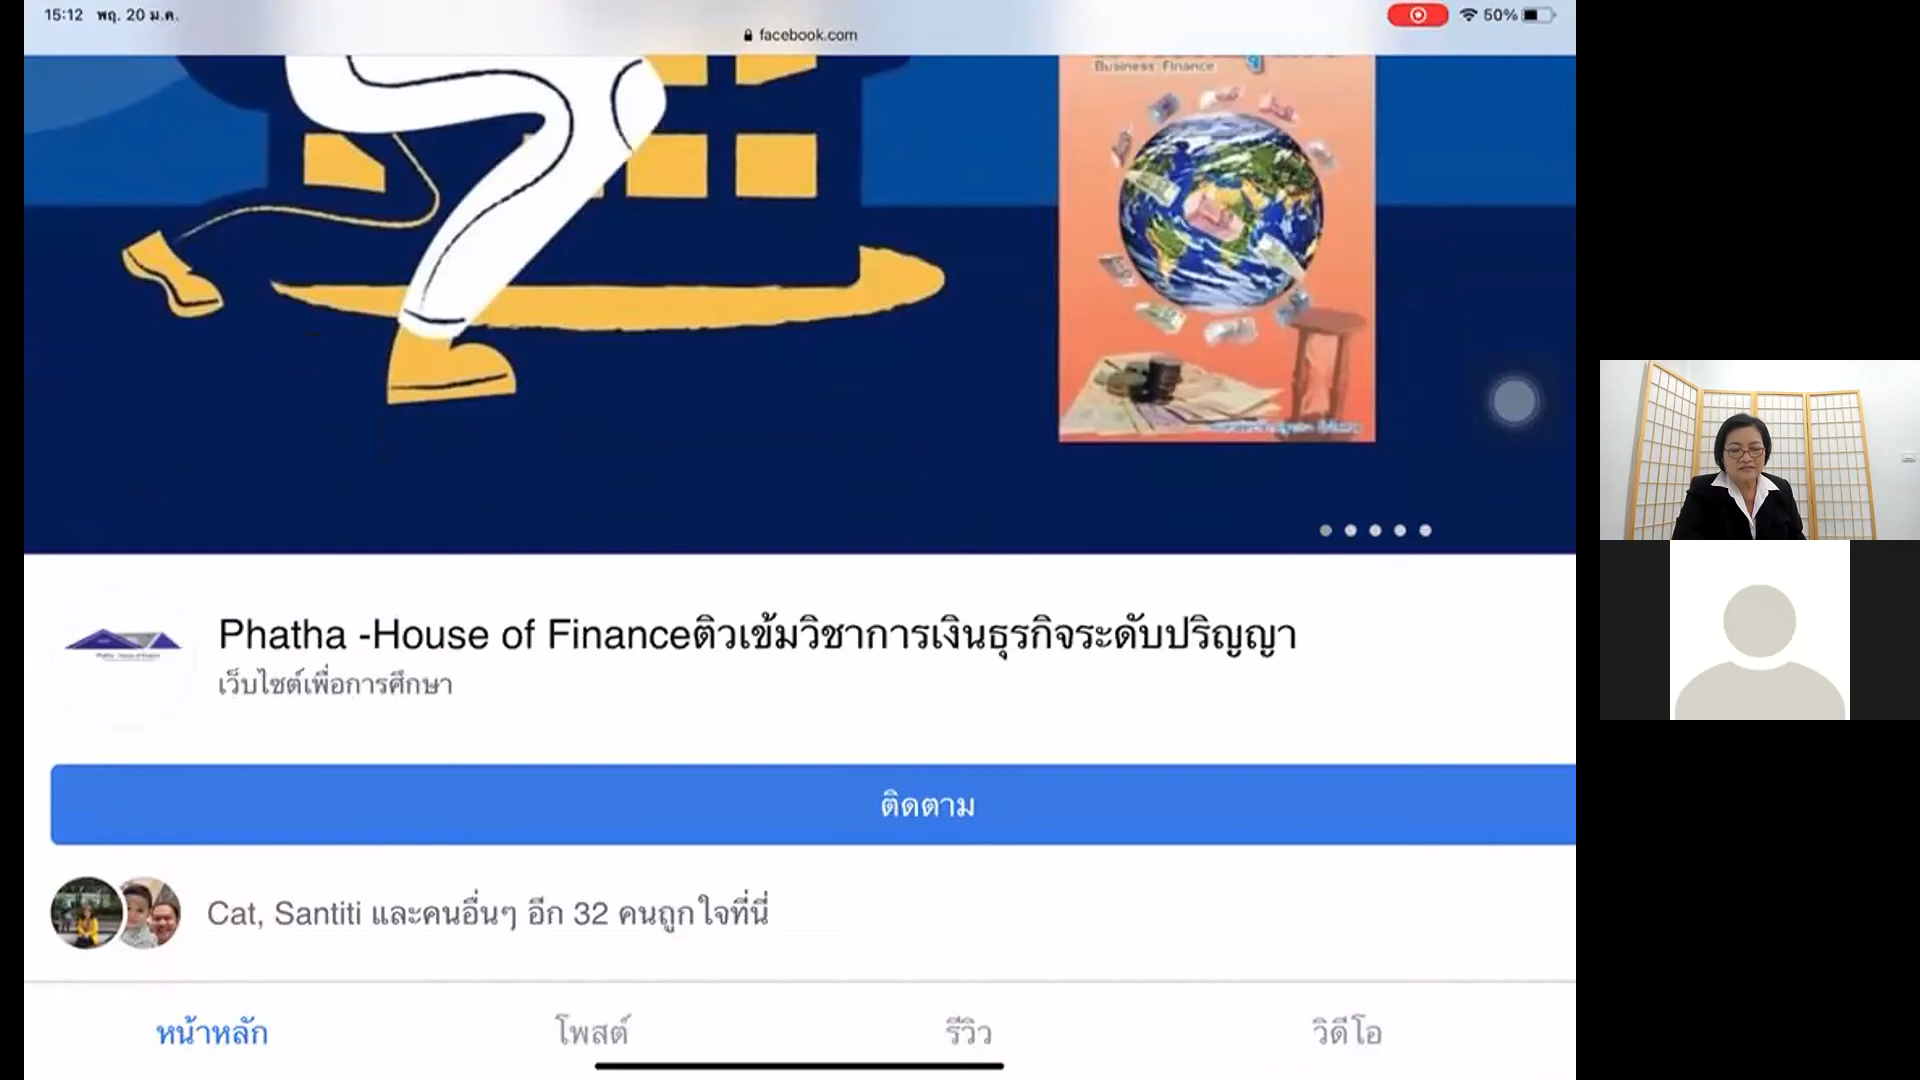 15:12 พฤ. 20 ม.ค.
50%
facebook.com
Business Finance
Phatha -House of Financeติวเข้มวิชาการเงินธุรกิจระดับปริญญา
เว็บไซต์เพื่อการศึกษา
ติดตาม
Cat, Santiti และคนอื่นๆ อีก 32 คนถูกใจที่นี่
หน้าหลัก
โพสต์
รีวิว
วิดีโอ